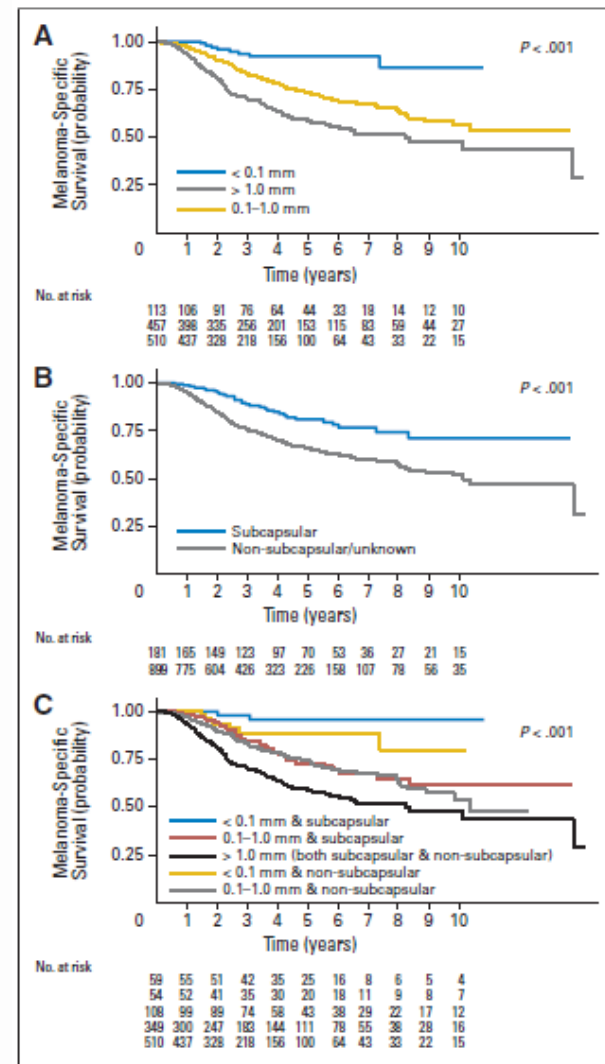 A
Melanoma-Specific
Survival (probability)
1.00
0.75
0.50
0.25
P < .001
< 0.1 mm
> 1.0 mm
0.1–1.0 mm
0 1 2 3 4 5 6 7 8 9 10
Time (years)
No. at risk
113 106 91 76 64 44 33 18 14 12 10
457 398 335 256 201 153 115 83 59 44 27
510 437 328 218 156 100 64 43 33 22 15
B
Melanoma-Specific
Survival (probability)
1.00
0.75
0.50
0.25
P < .001
Subcapsular
Non-subcapsular/unknown
0 1 2 3 4 5 6 7 8 9 10
Time (years)
No. at risk
181 165 149 123 97 70 53 36 27 21 15
899 775 604 426 323 226 158 107 78 56 35
C
Melanoma-Specific
Survival (probability)
1.00
0.75
0.50
0.25
P < .001
< 0.1 mm & subcapsular
0.1–1.0 mm & subcapsular
> 1.0 mm (both subcapsular & non-subcapsular)
< 0.1 mm & non-subcapsular
0.1–1.0 mm & non-subcapsular
0 1 2 3 4 5 6 7 8 9 10
Time (years)
No. at risk
59 55 51 42 35 25 16 8 6 5 4
54 52 41 35 30 20 18 11 9 8 7
108 99 89 74 58 43 38 29 22 17 12
349 300 247 183 144 111 78 55 38 28 16
510 437 328 218 156 100 64 43 33 22 15